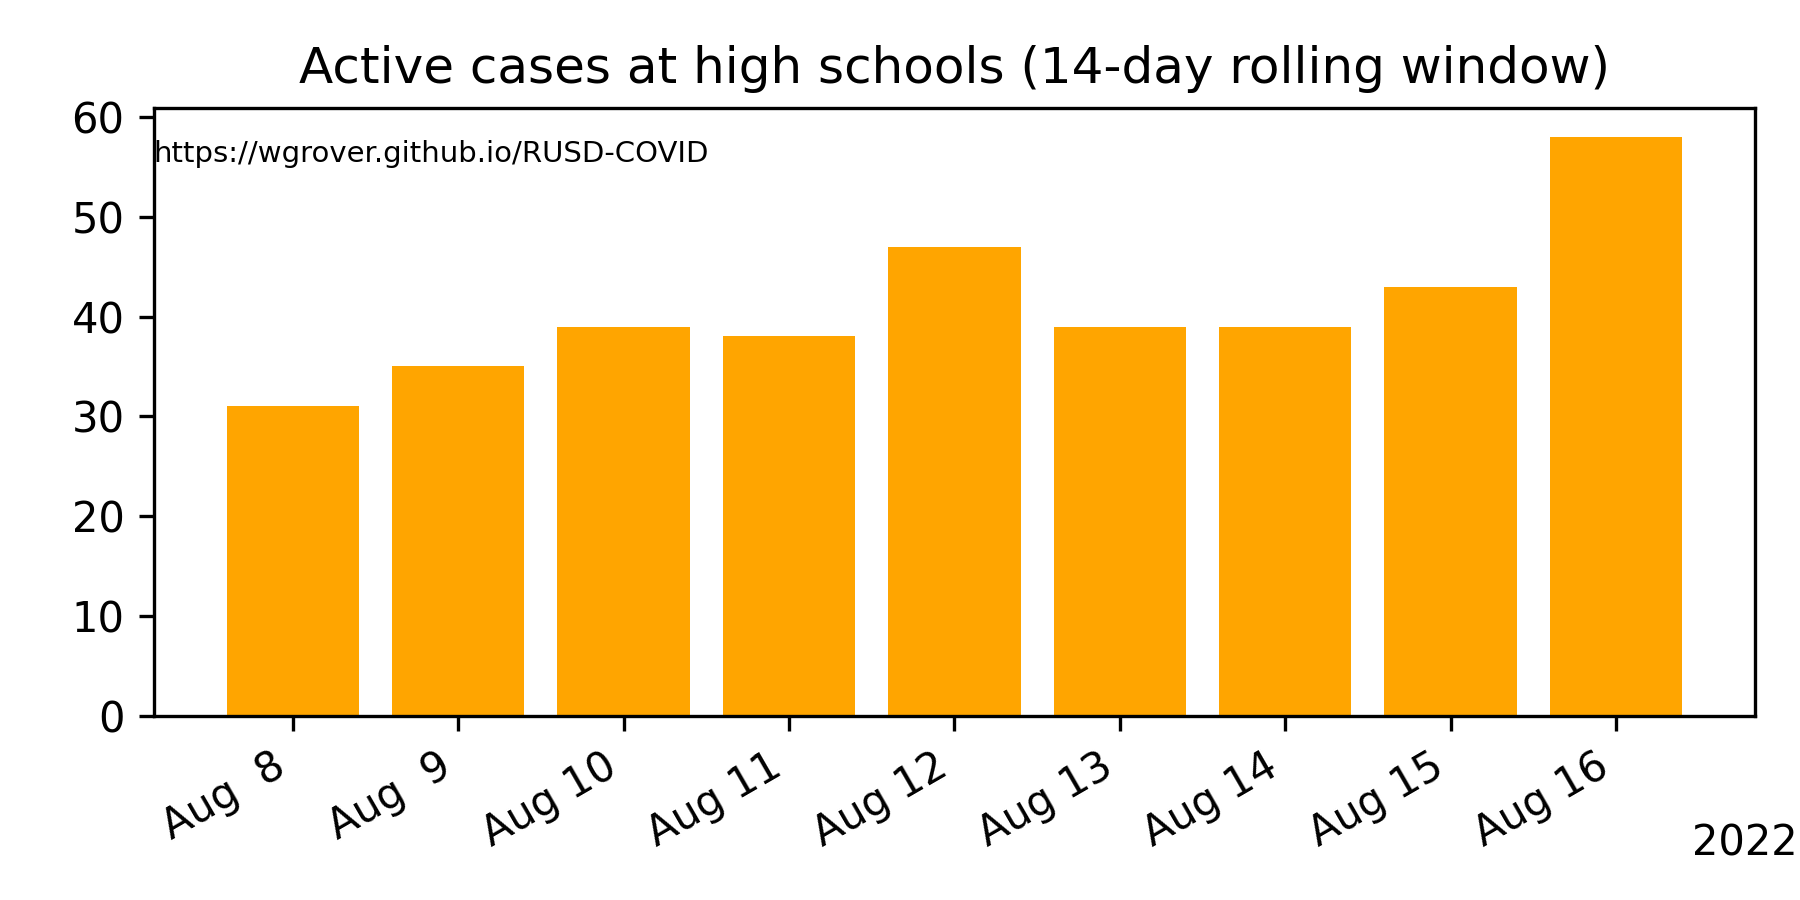 Active cases at high schools (14-day rolling window)
60
https://wgrover.github.io/RUSD-COVID
50
40
30
20
10
0
Aug 8
Aug 9
Aug 10
Aug 11
Aug 12
Aug 13
Aug 14
Aug 15
Aug 16
2022